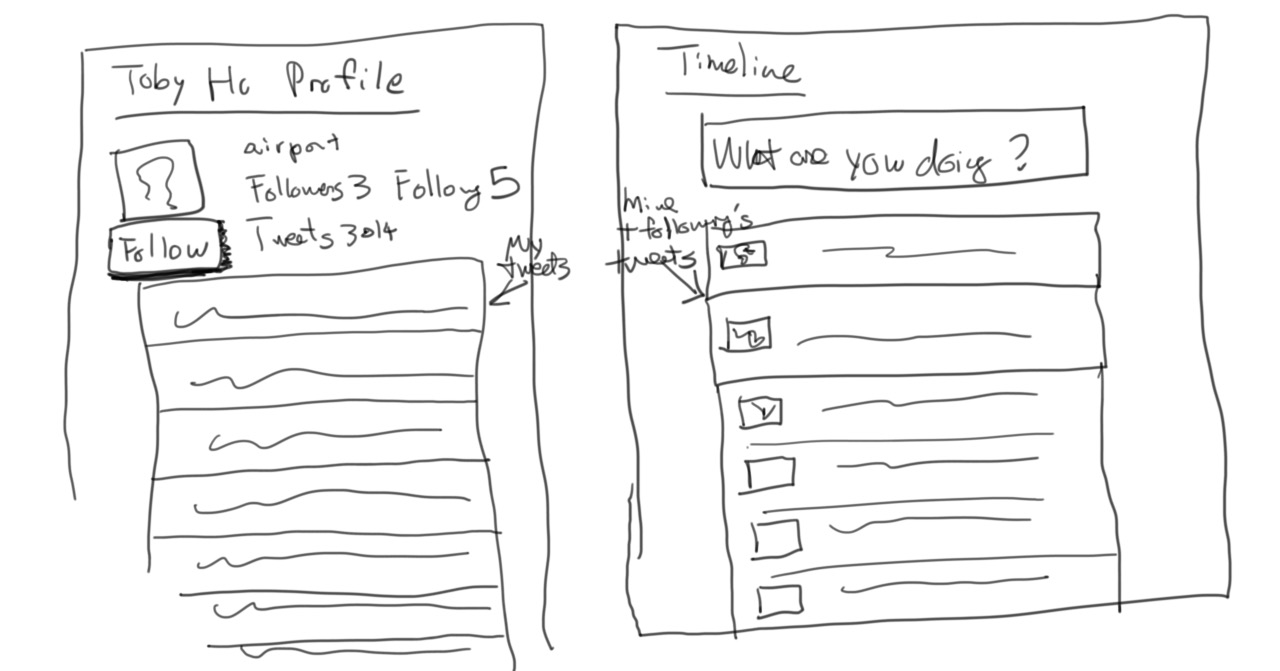 Toby Ho Profile
airport
Followers 3 Following 5
Tweets 3014
Follow
My
tweets
Timeline
What are you doing?
Mine
+ following's
tweets